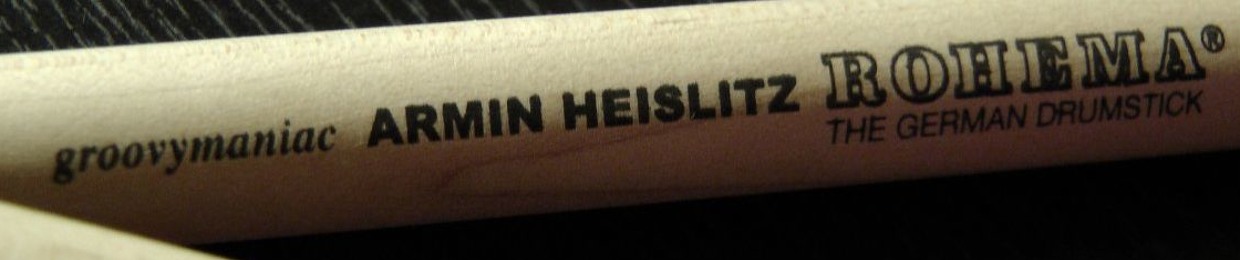 groovymaniac ARMIN HEISLITZ ROHEMA®
THE GERMAN DRUMSTICK